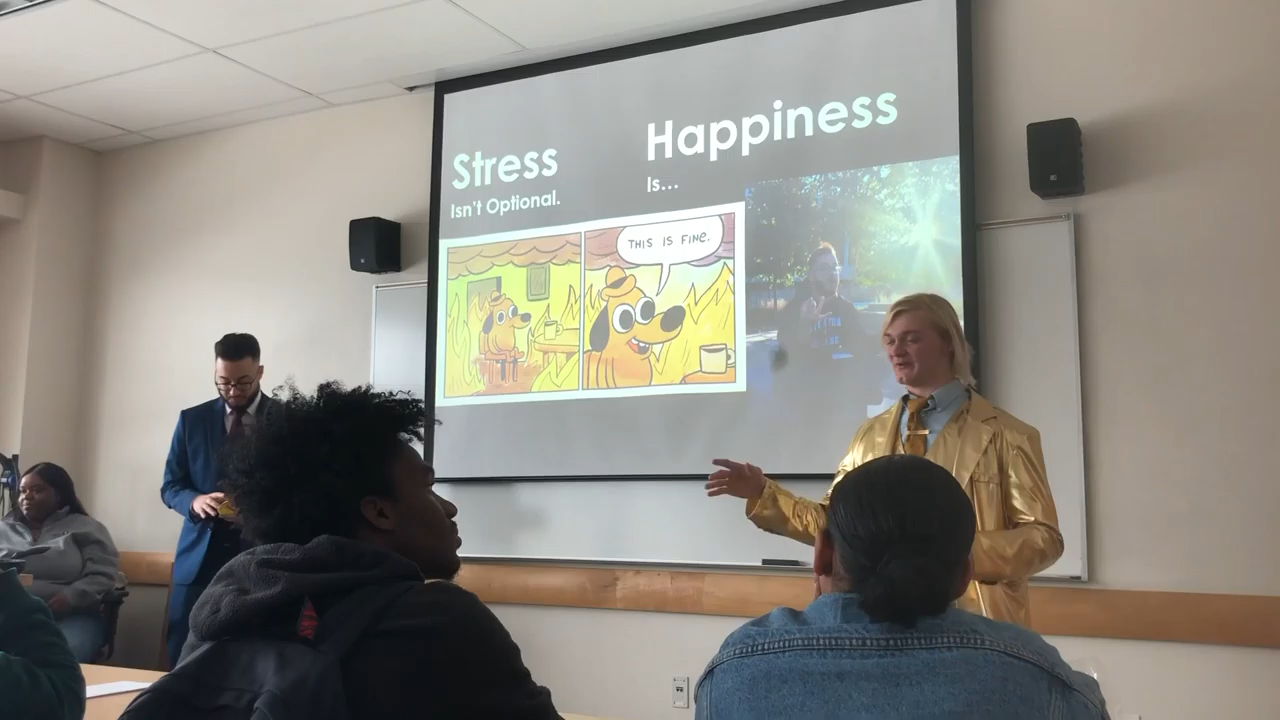 Stress
Isn't Optional.
Happiness
Is...
THIS IS FINE.